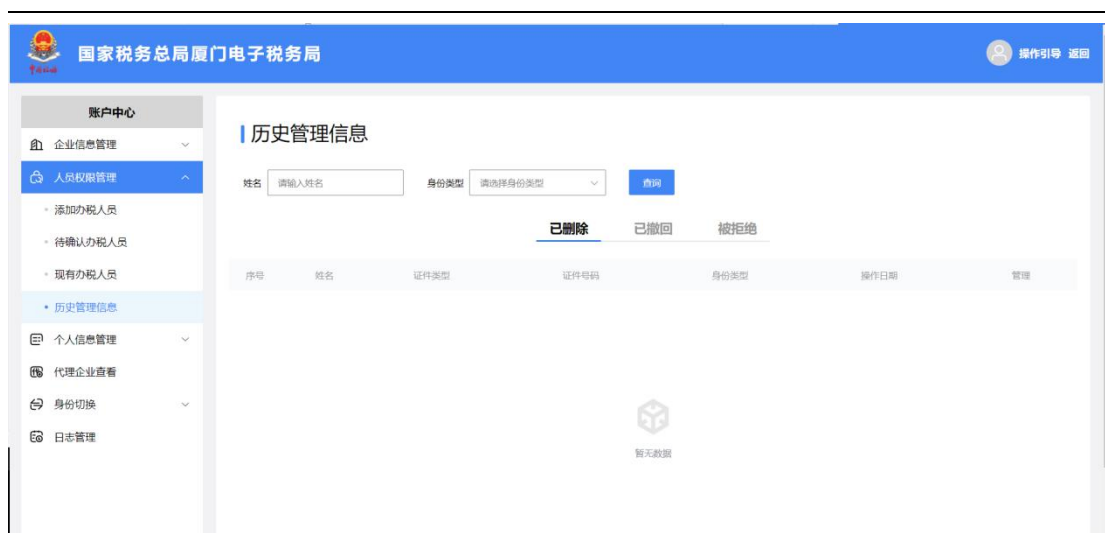 国家税务总局厦门电子税务局
操作引导 返回
账户中心
企业信息管理
人员权限管理
添加办税人员
待确认办税人员
现有办税人员
历史管理信息
个人信息管理
代理企业查看
身份切换
日志管理
历史管理信息
姓名 请输入姓名 身份类型 请选择身份类型 查询
已删除 已撤回 被拒绝
序号 姓名 证件类型 证件号码 身份类型 操作日期 管理
暂无数据